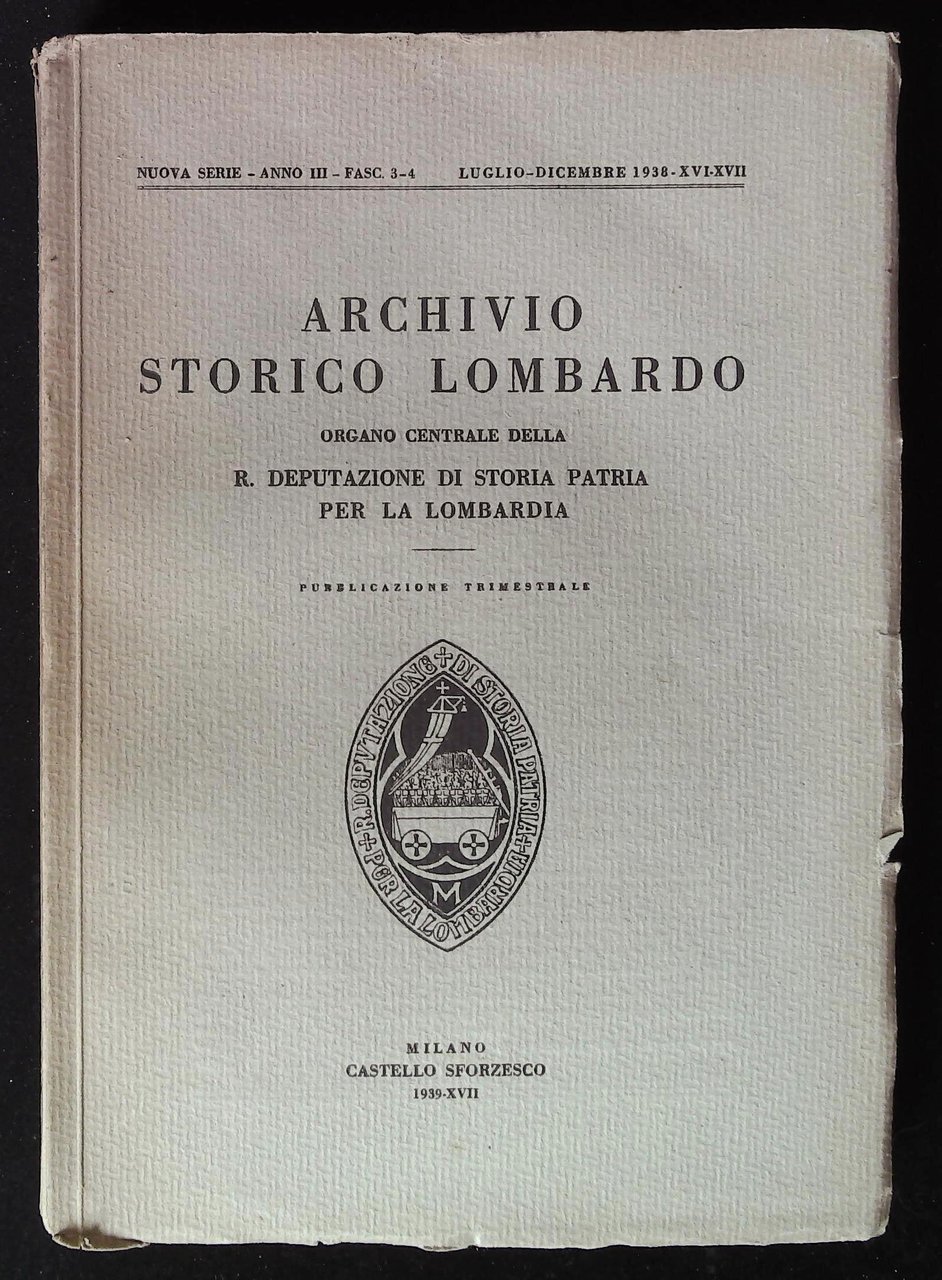 NUOVA SERIE - ANNO III - FASC. 3-4 LUGLIO-DICEMBRE 1938-XVI-XVII
ARCHIVIO
STORICO LOMBARDO
ORGANO CENTRALE DELLA
R. DEPUTAZIONE DI STORIA PATRIA
PER LA LOMBARDIA
PUBBLICAZIONE TRIMESTRALE
R. DEPVTAZIONE DI STORIA PATRIA
PER LA LOMBARDIA
M
MILANO
CASTELLO SFORZESCO
1939-XVII